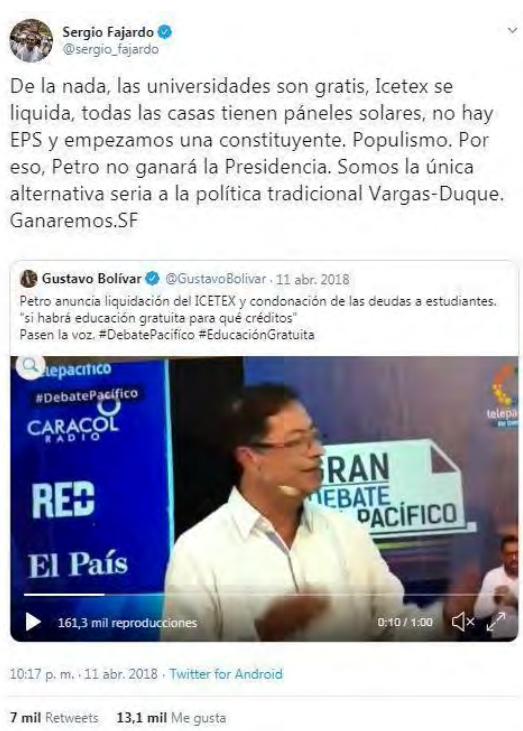 Sergio Fajardo
@sergio_fajardo
De la nada, las universidades son gratis, Icetex se
liquida, todas las casas tienen páneles solares, no hay
EPS y empezamos una constituyente. Populismo. Por
eso, Petro no ganará la Presidencia. Somos la única
alternativa seria a la política tradicional Vargas-Duque.
Ganaremos.SF
Gustavo Bolívar @GustavoBolivar · 11 abr. 2018
Petro anuncia liquidación del ICETEX y condonación de las deudas a estudiantes.
"si habrá educación gratuita para qué créditos"
Pasen la voz. #DebatePacifico #EducaciónGratuita
telepacífico
#DebatePacífico
CARACOL
RADIO
RED
El País
GRAN
DEBATE
PACÍFICO
telepa
161,3 mil reproducciones
0:10 / 1:00
10:17 p. m. · 11 abr. 2018 · Twitter for Android
7 mil Retweets 13,1 mil Me gusta